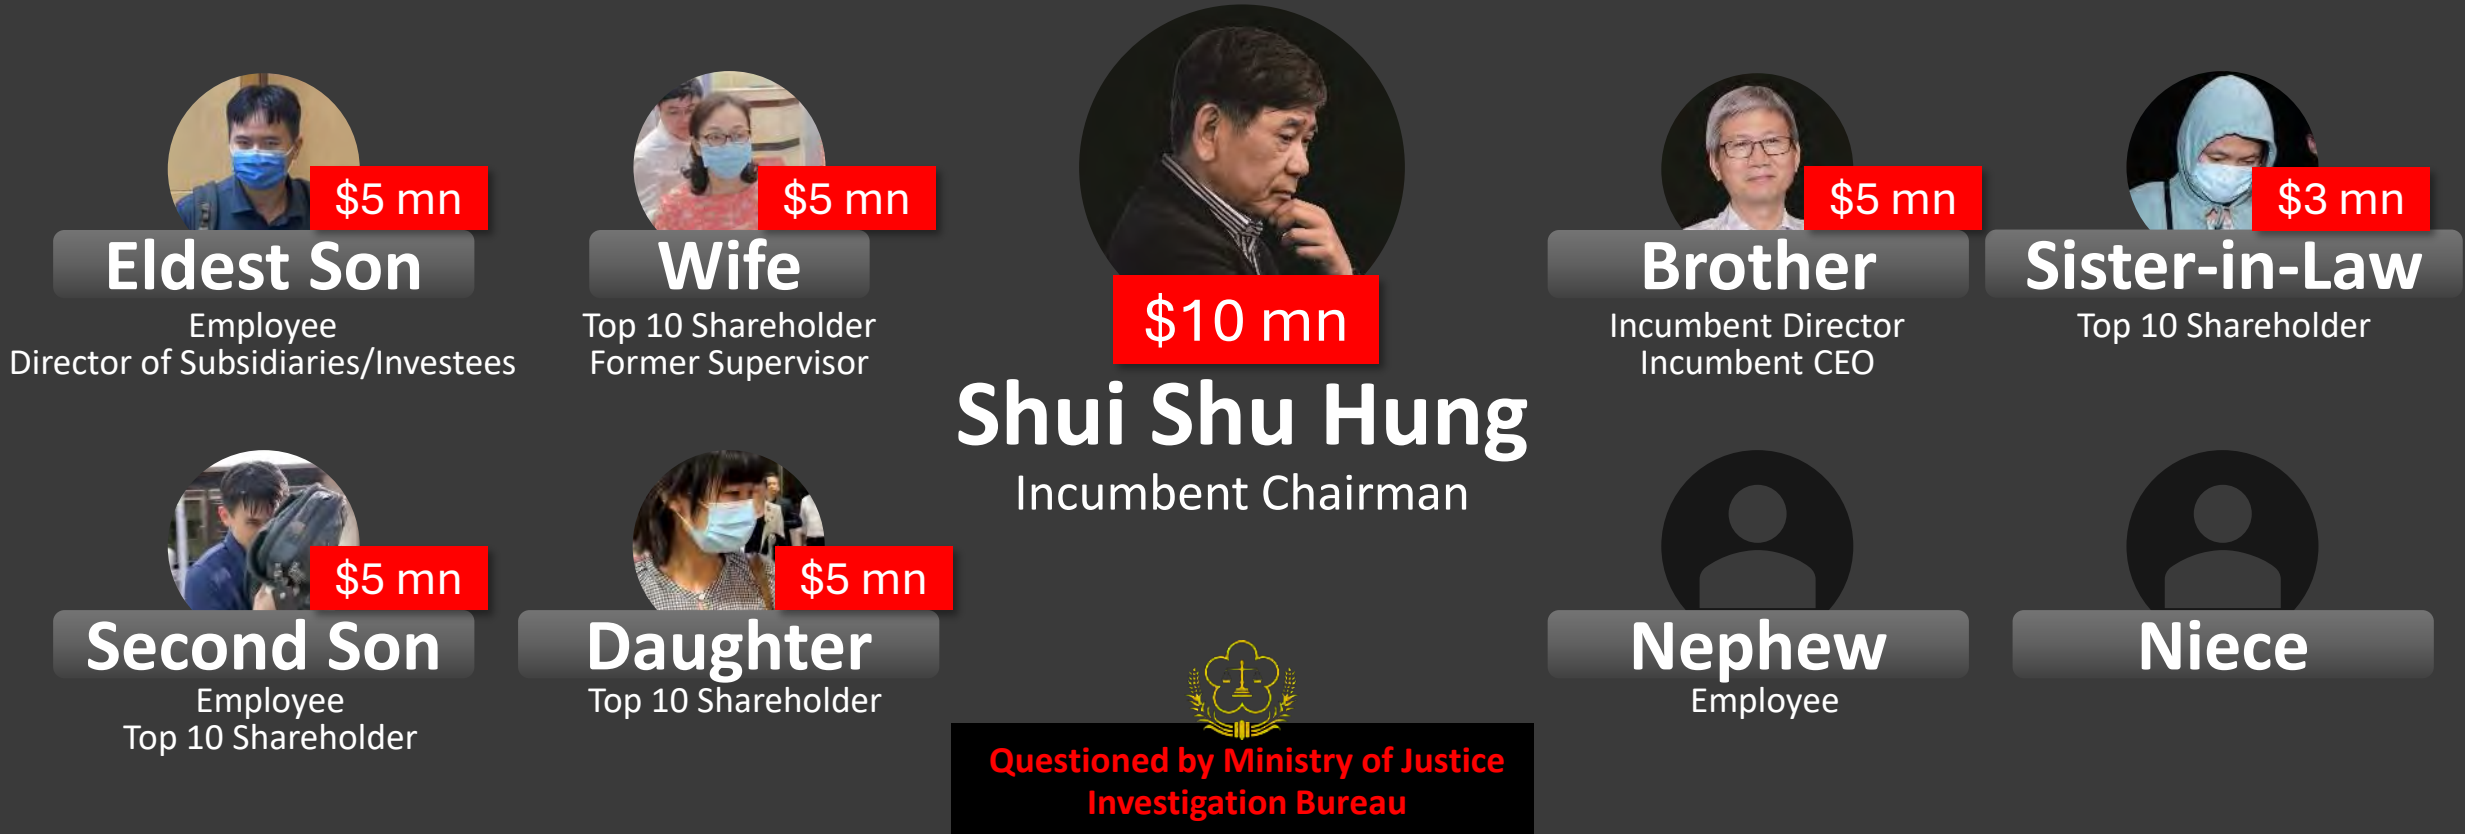 $5 mn
Eldest Son
Employee
Director of Subsidiaries/Investees
$5 mn
Wife
Top 10 Shareholder
Former Supervisor
$10 mn
Shui Shu Hung
Incumbent Chairman
$5 mn
Brother
Incumbent Director
Incumbent CEO
$3 mn
Sister-in-Law
Top 10 Shareholder
$5 mn
Second Son
Employee
Top 10 Shareholder
$5 mn
Daughter
Top 10 Shareholder
Questioned by Ministry of Justice
Investigation Bureau
Nephew
Employee
Niece